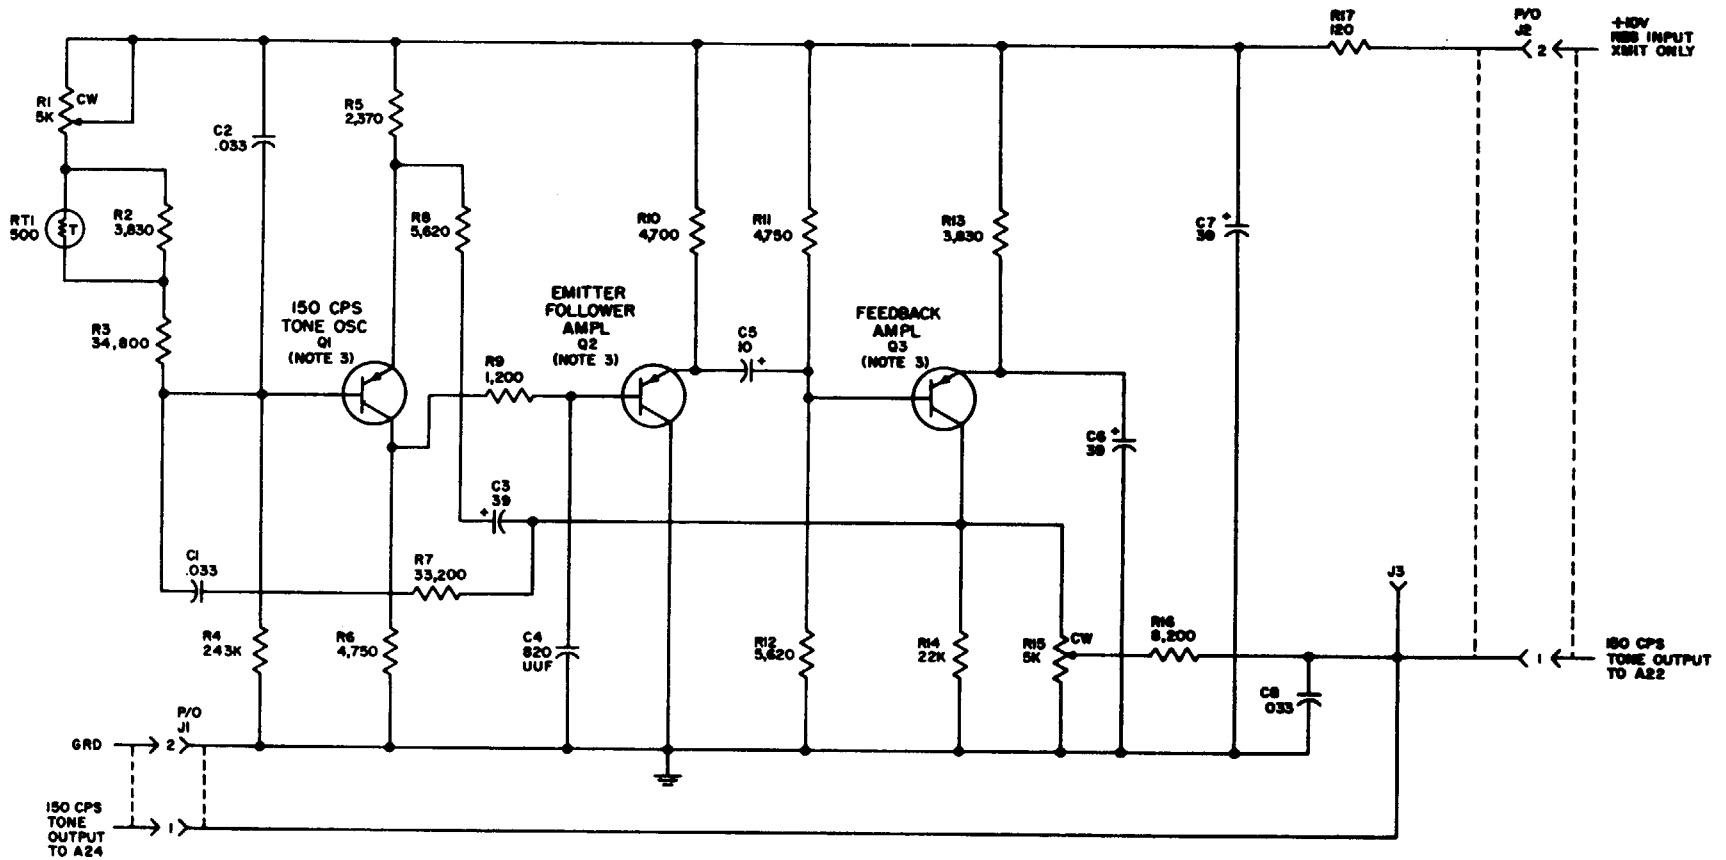 R17
120
P/O
J2
2
+10V
INPUT
XMIT ONLY
R1
5K
CW
C2
.033
R5
2,370
RT1
500
T
R2
3,830
R8
5,620
R10
4,700
R11
4,750
R13
3,830
C7
39
R3
34,800
150 CPS
TONE OSC
Q1
(NOTE 3)
EMITTER
FOLLOWER
AMPL
Q2
(NOTE 3)
C5
10
+
FEEDBACK
AMPL
Q3
(NOTE 3)
R9
1,200
C6
39
+
C3
39
+
C1
.033
R7
33,200
J3
R4
243K
R6
4,750
C4
820
UUF
R12
5,620
R14
22K
R15
5K
CW
R16
8,200
C8
.033
1
150 CPS
TONE OUTPUT
TO A22
GRD
2
P/O
J1
150 CPS
TONE
OUTPUT
TO A24
1